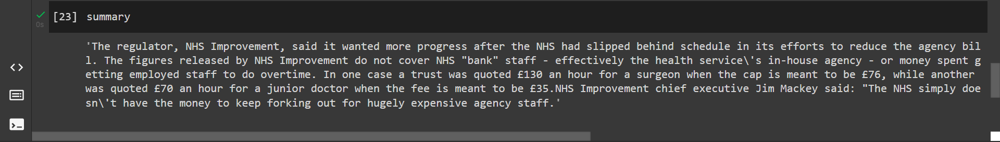 [23] summary
0s
'The regulator, NHS Improvement, said it wanted more progress after the NHS had slipped behind schedule in its efforts to reduce the agency bil
l. The figures released by NHS Improvement do not cover NHS "bank" staff - effectively the health service\'s in-house agency - or money spent g
etting employed staff to do overtime. In one case a trust was quoted £130 an hour for a surgeon when the cap is meant to be £76, while another
was quoted £70 an hour for a junior doctor when the fee is meant to be £35.NHS Improvement chief executive Jim Mackey said: "The NHS simply doe
sn\'t have the money to keep forking out for hugely expensive agency staff.'